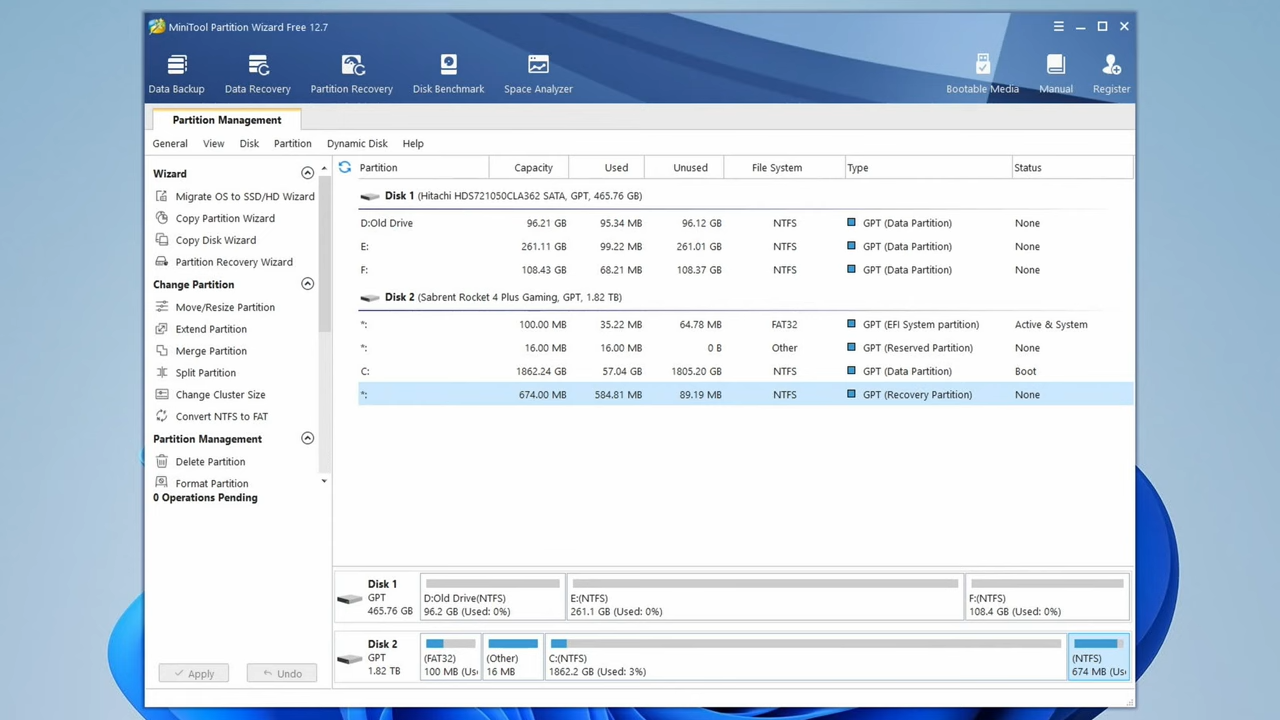 MiniTool Partition Wizard Free 12.7
Data Backup
Data Recovery
Partition Recovery
Disk Benchmark
Space Analyzer
Bootable Media
Manual
Register
Partition Management
General View Disk Partition Dynamic Disk Help
Wizard
Migrate OS to SSD/HD Wizard
Copy Partition Wizard
Copy Disk Wizard
Partition Recovery Wizard
Change Partition
Move/Resize Partition
Extend Partition
Merge Partition
Split Partition
Change Cluster Size
Convert NTFS to FAT
Partition Management
Delete Partition
Format Partition
0 Operations Pending
Apply Undo
Partition Capacity Used Unused File System Type Status
Disk 1 (Hitachi HDS721050CLA362 SATA, GPT, 465.76 GB)
D:Old Drive 96.21 GB 95.34 MB 96.12 GB NTFS GPT (Data Partition) None
E: 261.11 GB 99.22 MB 261.01 GB NTFS GPT (Data Partition) None
F: 108.43 GB 68.21 MB 108.37 GB NTFS GPT (Data Partition) None
Disk 2 (Sabrent Rocket 4 Plus Gaming, GPT, 1.82 TB)
*: 100.00 MB 35.22 MB 64.78 MB FAT32 GPT (EFI System partition) Active & System
*: 16.00 MB 16.00 MB 0 B Other GPT (Reserved Partition) None
C: 1862.24 GB 57.04 GB 1805.20 GB NTFS GPT (Data Partition) Boot
*: 674.00 MB 584.81 MB 89.19 MB NTFS GPT (Recovery Partition) None
Disk 1
GPT
465.76 GB
D:Old Drive(NTFS)
96.2 GB (Used: 0%)
E:(NTFS)
261.1 GB (Used: 0%)
F:(NTFS)
108.4 GB (Used: 0%)
Disk 2
GPT
1.82 TB
(FAT32)
100 MB (Us
(Other)
16 MB
C:(NTFS)
1862.2 GB (Used: 3%)
(NTFS)
674 MB (Us